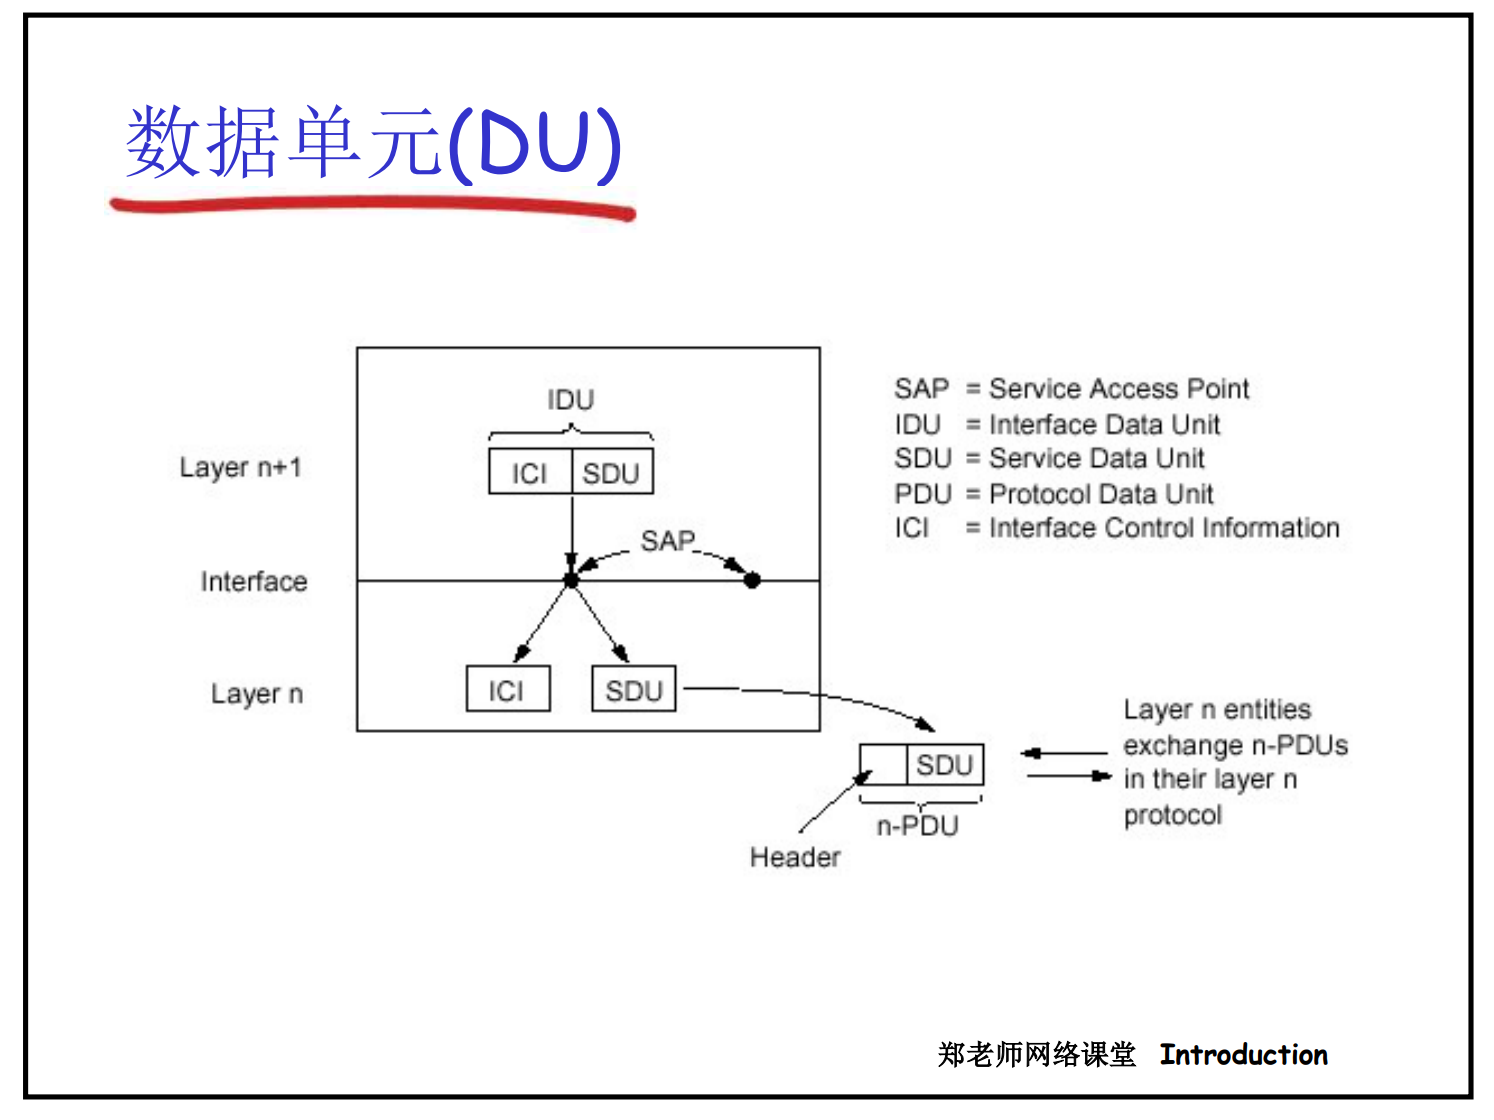 数据单元(DU)
IDU
Layer n+1
ICI
SDU
SAP
Interface
Layer n
ICI
SDU
SAP = Service Access Point
IDU = Interface Data Unit
SDU = Service Data Unit
PDU = Protocol Data Unit
ICI = Interface Control Information
SDU
n-PDU
Header
Layer n entities
exchange n-PDUs
in their layer n
protocol
郑老师网络课堂 Introduction